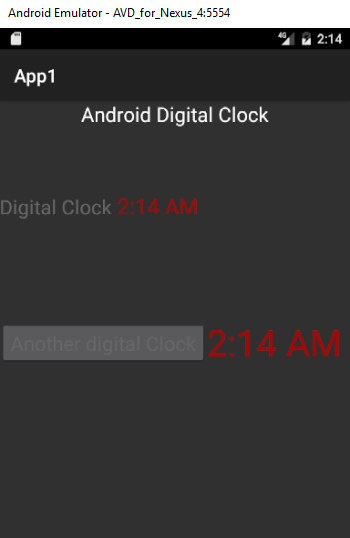 Android Emulator - AVD_for_Nexus_4:5554
4G 2:14
App1
Android Digital Clock
Digital Clock 2:14 AM
Another digital Clock 2:14 AM